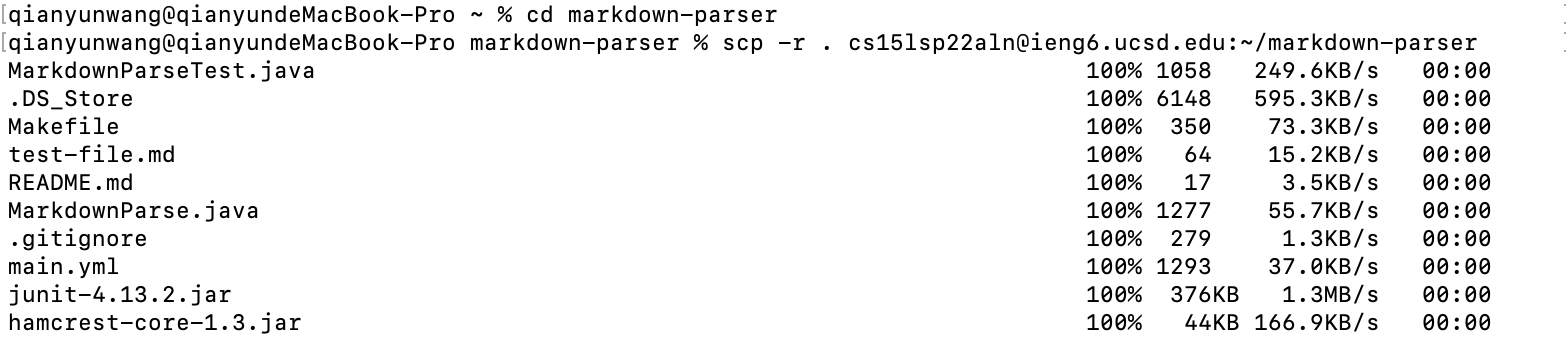 [qianyunwang@qianyundeMacBook-Pro ~ % cd markdown-parser
[qianyunwang@qianyundeMacBook-Pro markdown-parser % scp -r . cs15lsp22aln@ieng6.ucsd.edu:~/markdown-parser
MarkdownParseTest.java 100% 1058 249.6KB/s 00:00
.DS_Store 100% 6148 595.3KB/s 00:00
Makefile 100% 350 73.3KB/s 00:00
test-file.md 100% 64 15.2KB/s 00:00
README.md 100% 17 3.5KB/s 00:00
MarkdownParse.java 100% 1277 55.7KB/s 00:00
.gitignore 100% 279 1.3KB/s 00:00
main.yml 100% 1293 37.0KB/s 00:00
junit-4.13.2.jar 100% 376KB 1.3MB/s 00:00
hamcrest-core-1.3.jar 100% 44KB 166.9KB/s 00:00